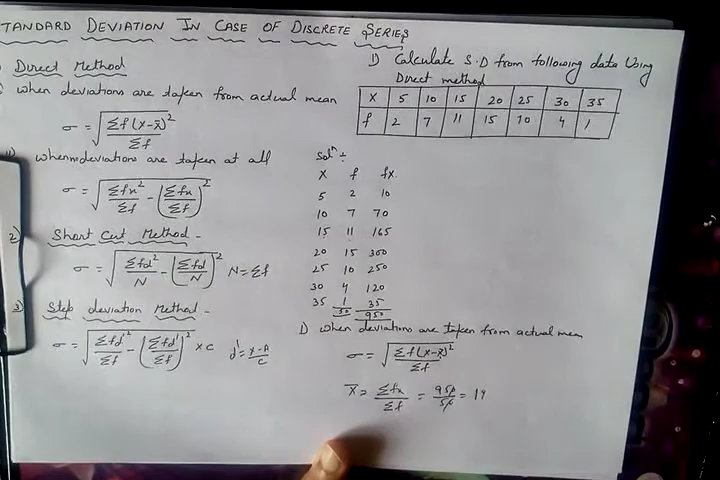 STANDARD DEVIATION IN CASE OF DISCRETE SERIES
Direct Method
when deviations are taken from actual mean
σ = √(Σf(x-x̄)²/Σf)
when no deviations are taken at all
σ = √(Σfx²/Σf - (Σfx/Σf)²)
2) Short Cut Method -
σ = √(Σfd²/N - (Σfd/N)²) N = Σf
3) Step deviation Method -
σ = √(Σfd'²/Σf - (Σfd'/Σf)²) × C d' = x-A/C
1) Calculate S.D from following data Using
Direct method
X 5 10 15 20 25 30 35
f 2 7 11 15 10 4 1
Solⁿ :-
X f fx.
5 2 10
10 7 70
15 11 165
20 15 300
25 10 250
30 4 120
35 1 35
50 950
1) when deviations are taken from actual mean
σ = √(Σf(x-x̄)²/Σf)
X̄ = Σfx/Σf = 950/50 = 19